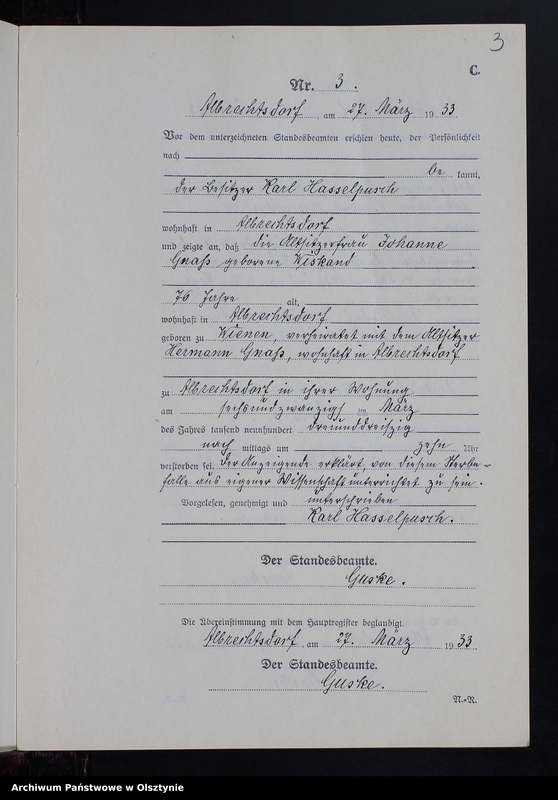 3
C.
Nr. 3.
Albrechtsdorf, am 27. März 1933
Vor dem unterzeichneten Standesbeamten erschien heute, der Persönlichkeit
nach
be kannt,
der Besitzer Karl Hasselpusch
wohnhaft in Albrechtsdorf
und zeigte an, daß die Altsitzerfrau Johanne
Gnaß geborene Wiskand
76 Jahre alt,
wohnhaft in Albrechtsdorf
geboren zu Wienen, verheiratet mit dem Altsitzer
Hermann Gnaß, wohnhaft in Albrechtsdorf
zu Albrechtsdorf in ihrer Wohnung
am sechsundzwanzigsten März
des Jahres tausend neunhundert dreiunddreiszig
nach mittags um zehn Uhr
verstorben sei. Der Anzeigende erklärt, von diesem Sterbe-
falle aus eigener Wissenschaft unterrichtet zu sein.
Vorgelesen, genehmigt und unterschrieben
Karl Hasselpusch.
Der Standesbeamte.
Guske.
Die Übereinstimmung mit dem Hauptregister beglaubigt
Albrechtsdorf, am 27. März 1933
Der Standesbeamte.
Guske.
N.-N.
Archiwum Państwowe w Olsztynie